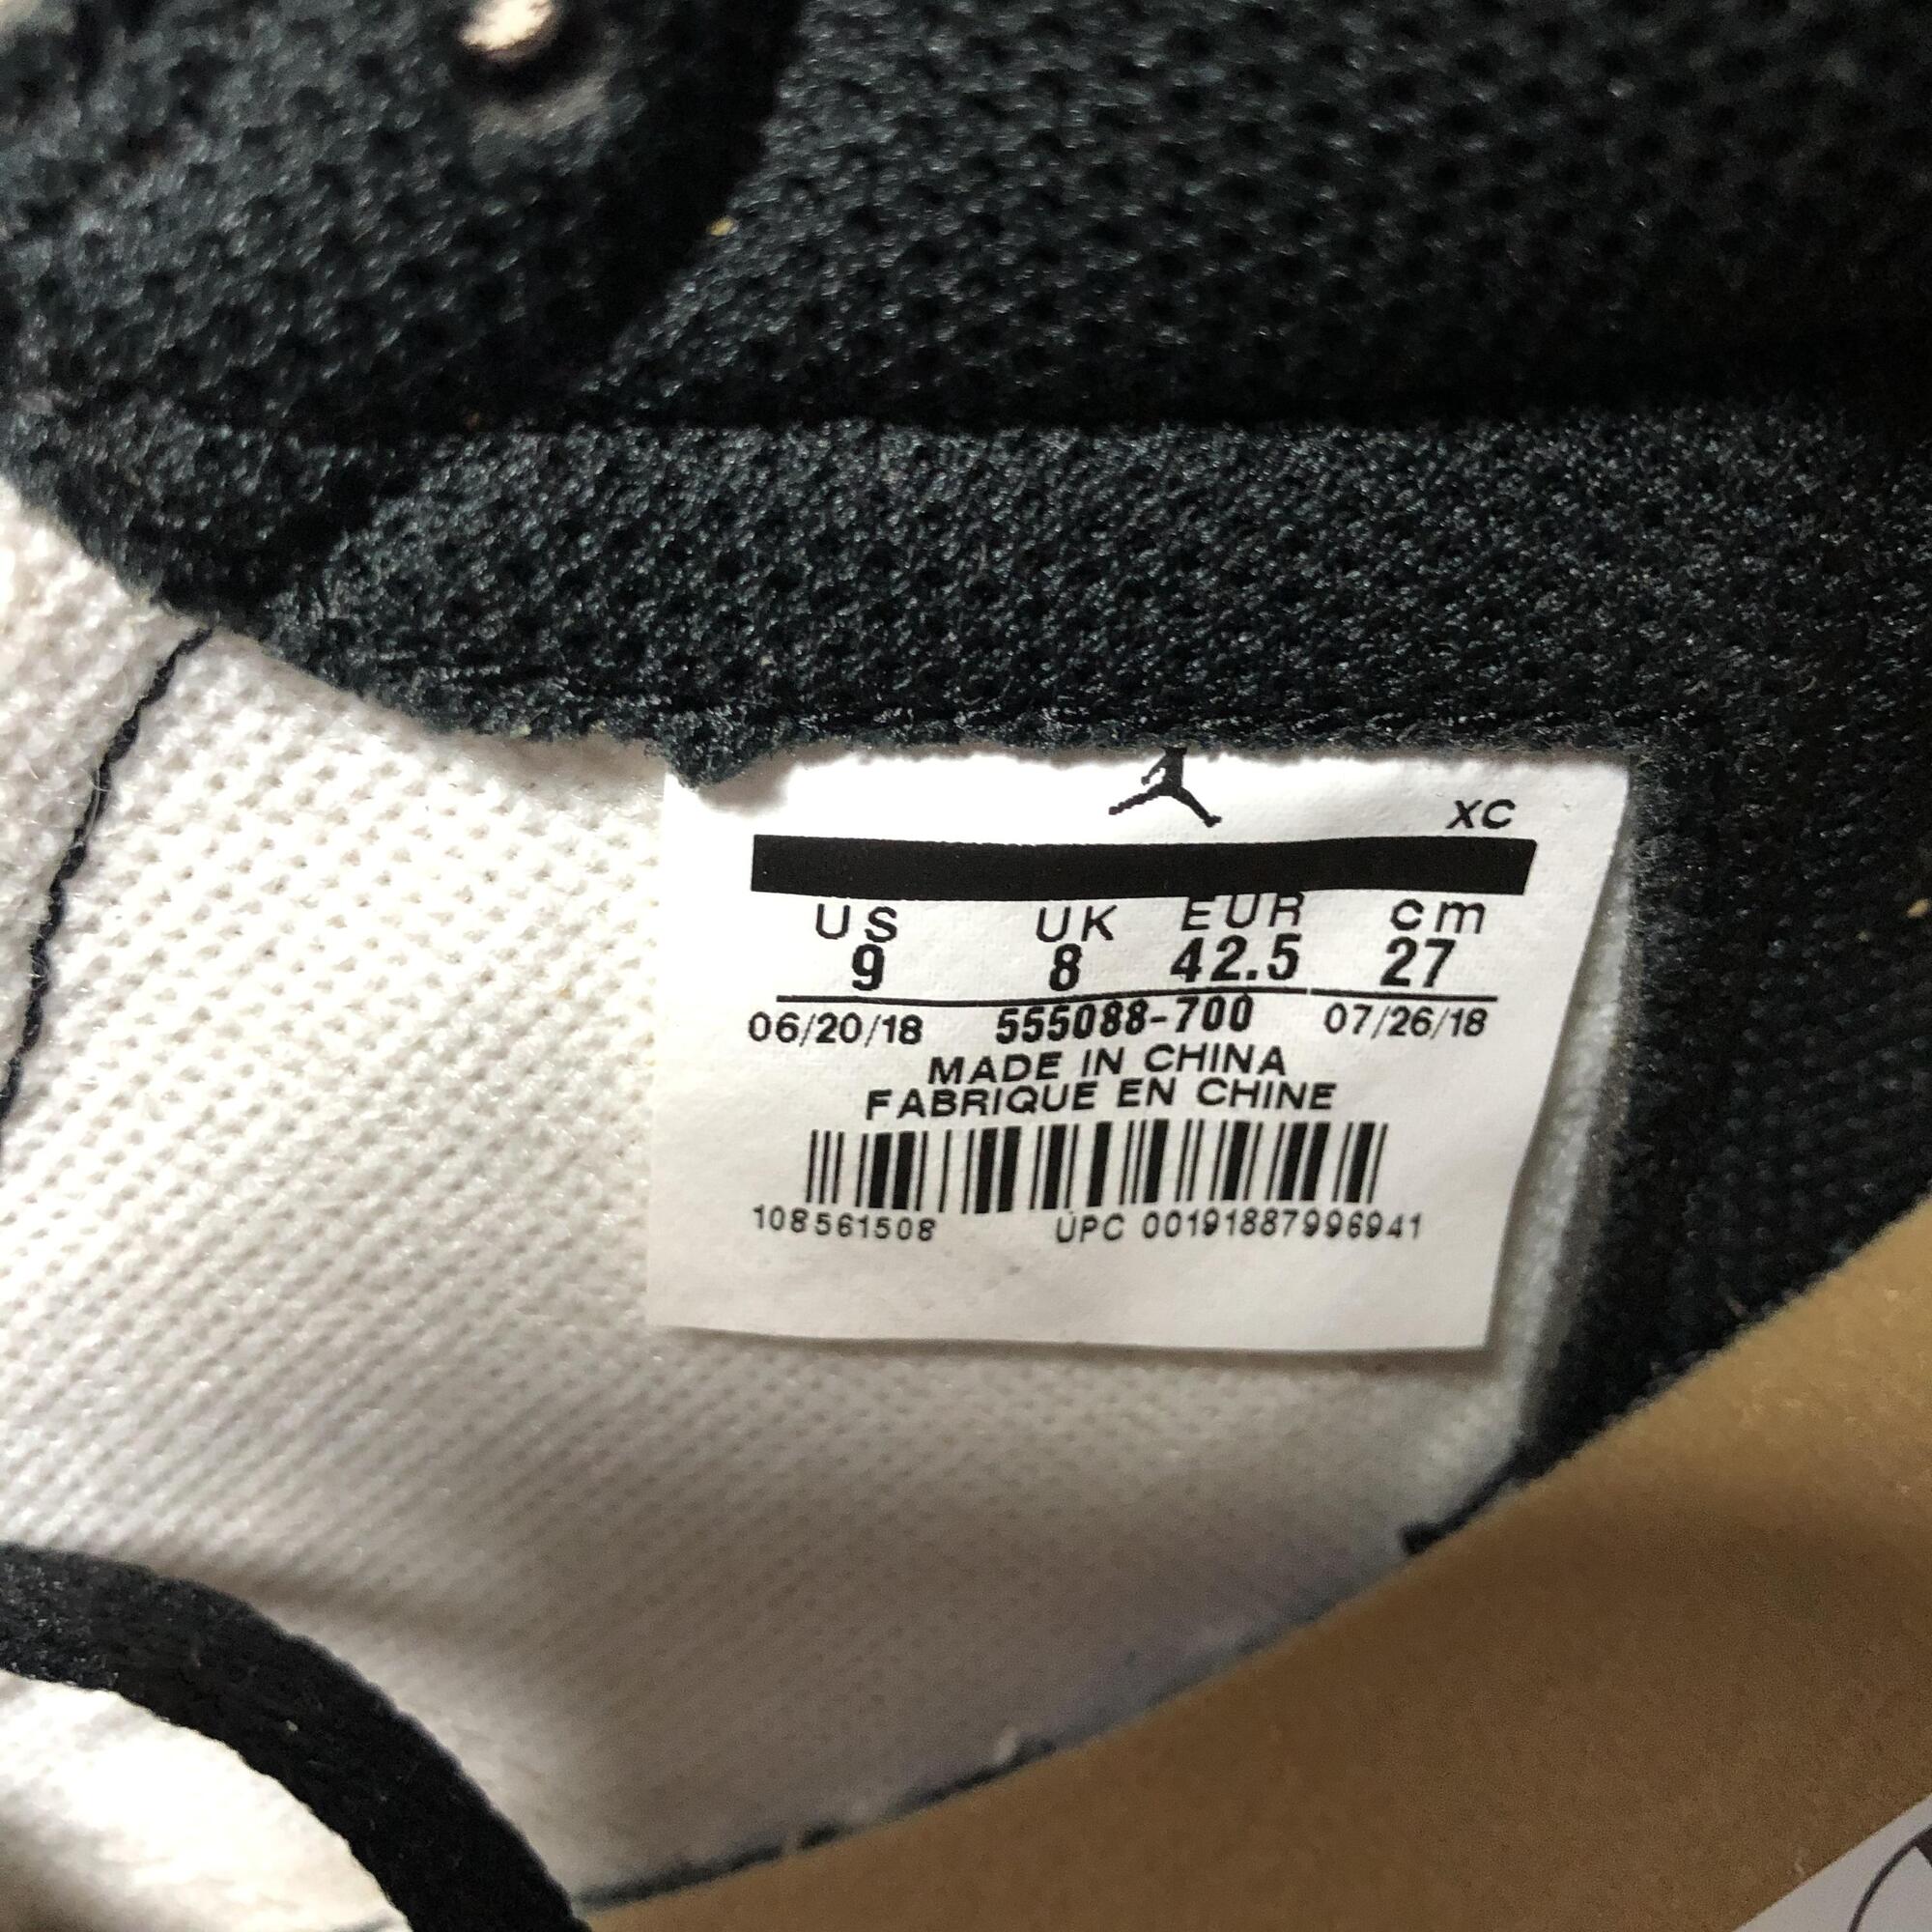 XC
US UK EUR cm
9 8 42.5 27
06/20/18 555088-700 07/26/18
MADE IN CHINA
FABRIQUE EN CHINE
108561508 UPC 00191887996941